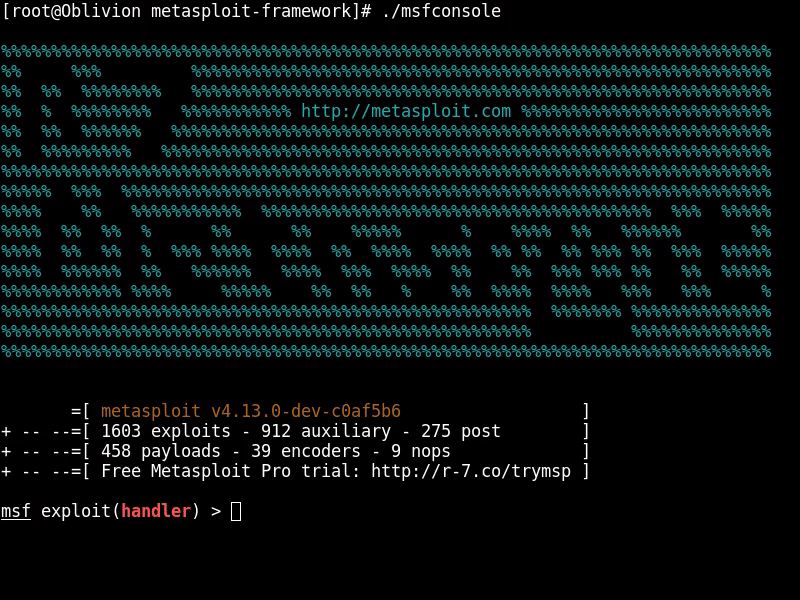 [root@Oblivion metasploit-framework]# ./msfconsole
%%%%%%%%%%%%%%%%%%%%%%%%%%%%%%%%%%%%%%%%%%%%%%%%%%%%%%%%%%%%%%%%%%%%%%%%%%%%%%%
%%     %%%         %%%%%%%%%%%%%%%%%%%%%%%%%%%%%%%%%%%%%%%%%%%%%%%%%%%%%%%%%%
%%  %%  %%%%%%%%   %%%%%%%%%%%%%%%%%%%%%%%%%%%%%%%%%%%%%%%%%%%%%%%%%%%%%%%%%%
%%  %  %%%%%%%%   %%%%%%%%%%% http://metasploit.com %%%%%%%%%%%%%%%%%%%%%%%%%
%%  %%  %%%%%%   %%%%%%%%%%%%%%%%%%%%%%%%%%%%%%%%%%%%%%%%%%%%%%%%%%%%%%%%%%%%
%%  %%%%%%%%%   %%%%%%%%%%%%%%%%%%%%%%%%%%%%%%%%%%%%%%%%%%%%%%%%%%%%%%%%%%%%%
%%%%%%%%%%%%%%%%%%%%%%%%%%%%%%%%%%%%%%%%%%%%%%%%%%%%%%%%%%%%%%%%%%%%%%%%%%%%%%%
%%%%%  %%%  %%%%%%%%%%%%%%%%%%%%%%%%%%%%%%%%%%%%%%%%%%%%%%%%%%%%%%%%%%%%%%%%%
%%%%    %%   %%%%%%%%%%%  %%%%%%%%%%%%%%%%%%%%%%%%%%%%%%%%%%%%%%%  %%%  %%%%%
%%%%  %%  %%  %      %%      %%    %%%%%      %    %%%%  %%   %%%%%%       %%
%%%%  %%  %%  %  %%% %%%%  %%%%  %%  %%%%  %%%%  %% %%  %% %%% %%  %%%  %%%%%
%%%%  %%%%%%  %%   %%%%%%   %%%%  %%%  %%%%  %%    %%  %%% %%% %%   %%  %%%%%
%%%%%%%%%%%% %%%%     %%%%%    %%  %%   %    %%  %%%%  %%%%   %%%   %%%     %
%%%%%%%%%%%%%%%%%%%%%%%%%%%%%%%%%%%%%%%%%%%%%%%%%%%%%  %%%%%%% %%%%%%%%%%%%%%
%%%%%%%%%%%%%%%%%%%%%%%%%%%%%%%%%%%%%%%%%%%%%%%%%%%%%          %%%%%%%%%%%%%%
%%%%%%%%%%%%%%%%%%%%%%%%%%%%%%%%%%%%%%%%%%%%%%%%%%%%%%%%%%%%%%%%%%%%%%%%%%%%%%%
       =[ metasploit v4.13.0-dev-c0af5b6                  ]
+ -- --=[ 1603 exploits - 912 auxiliary - 275 post        ]
+ -- --=[ 458 payloads - 39 encoders - 9 nops             ]
+ -- --=[ Free Metasploit Pro trial: http://r-7.co/trymsp ]
msf exploit(handler) >